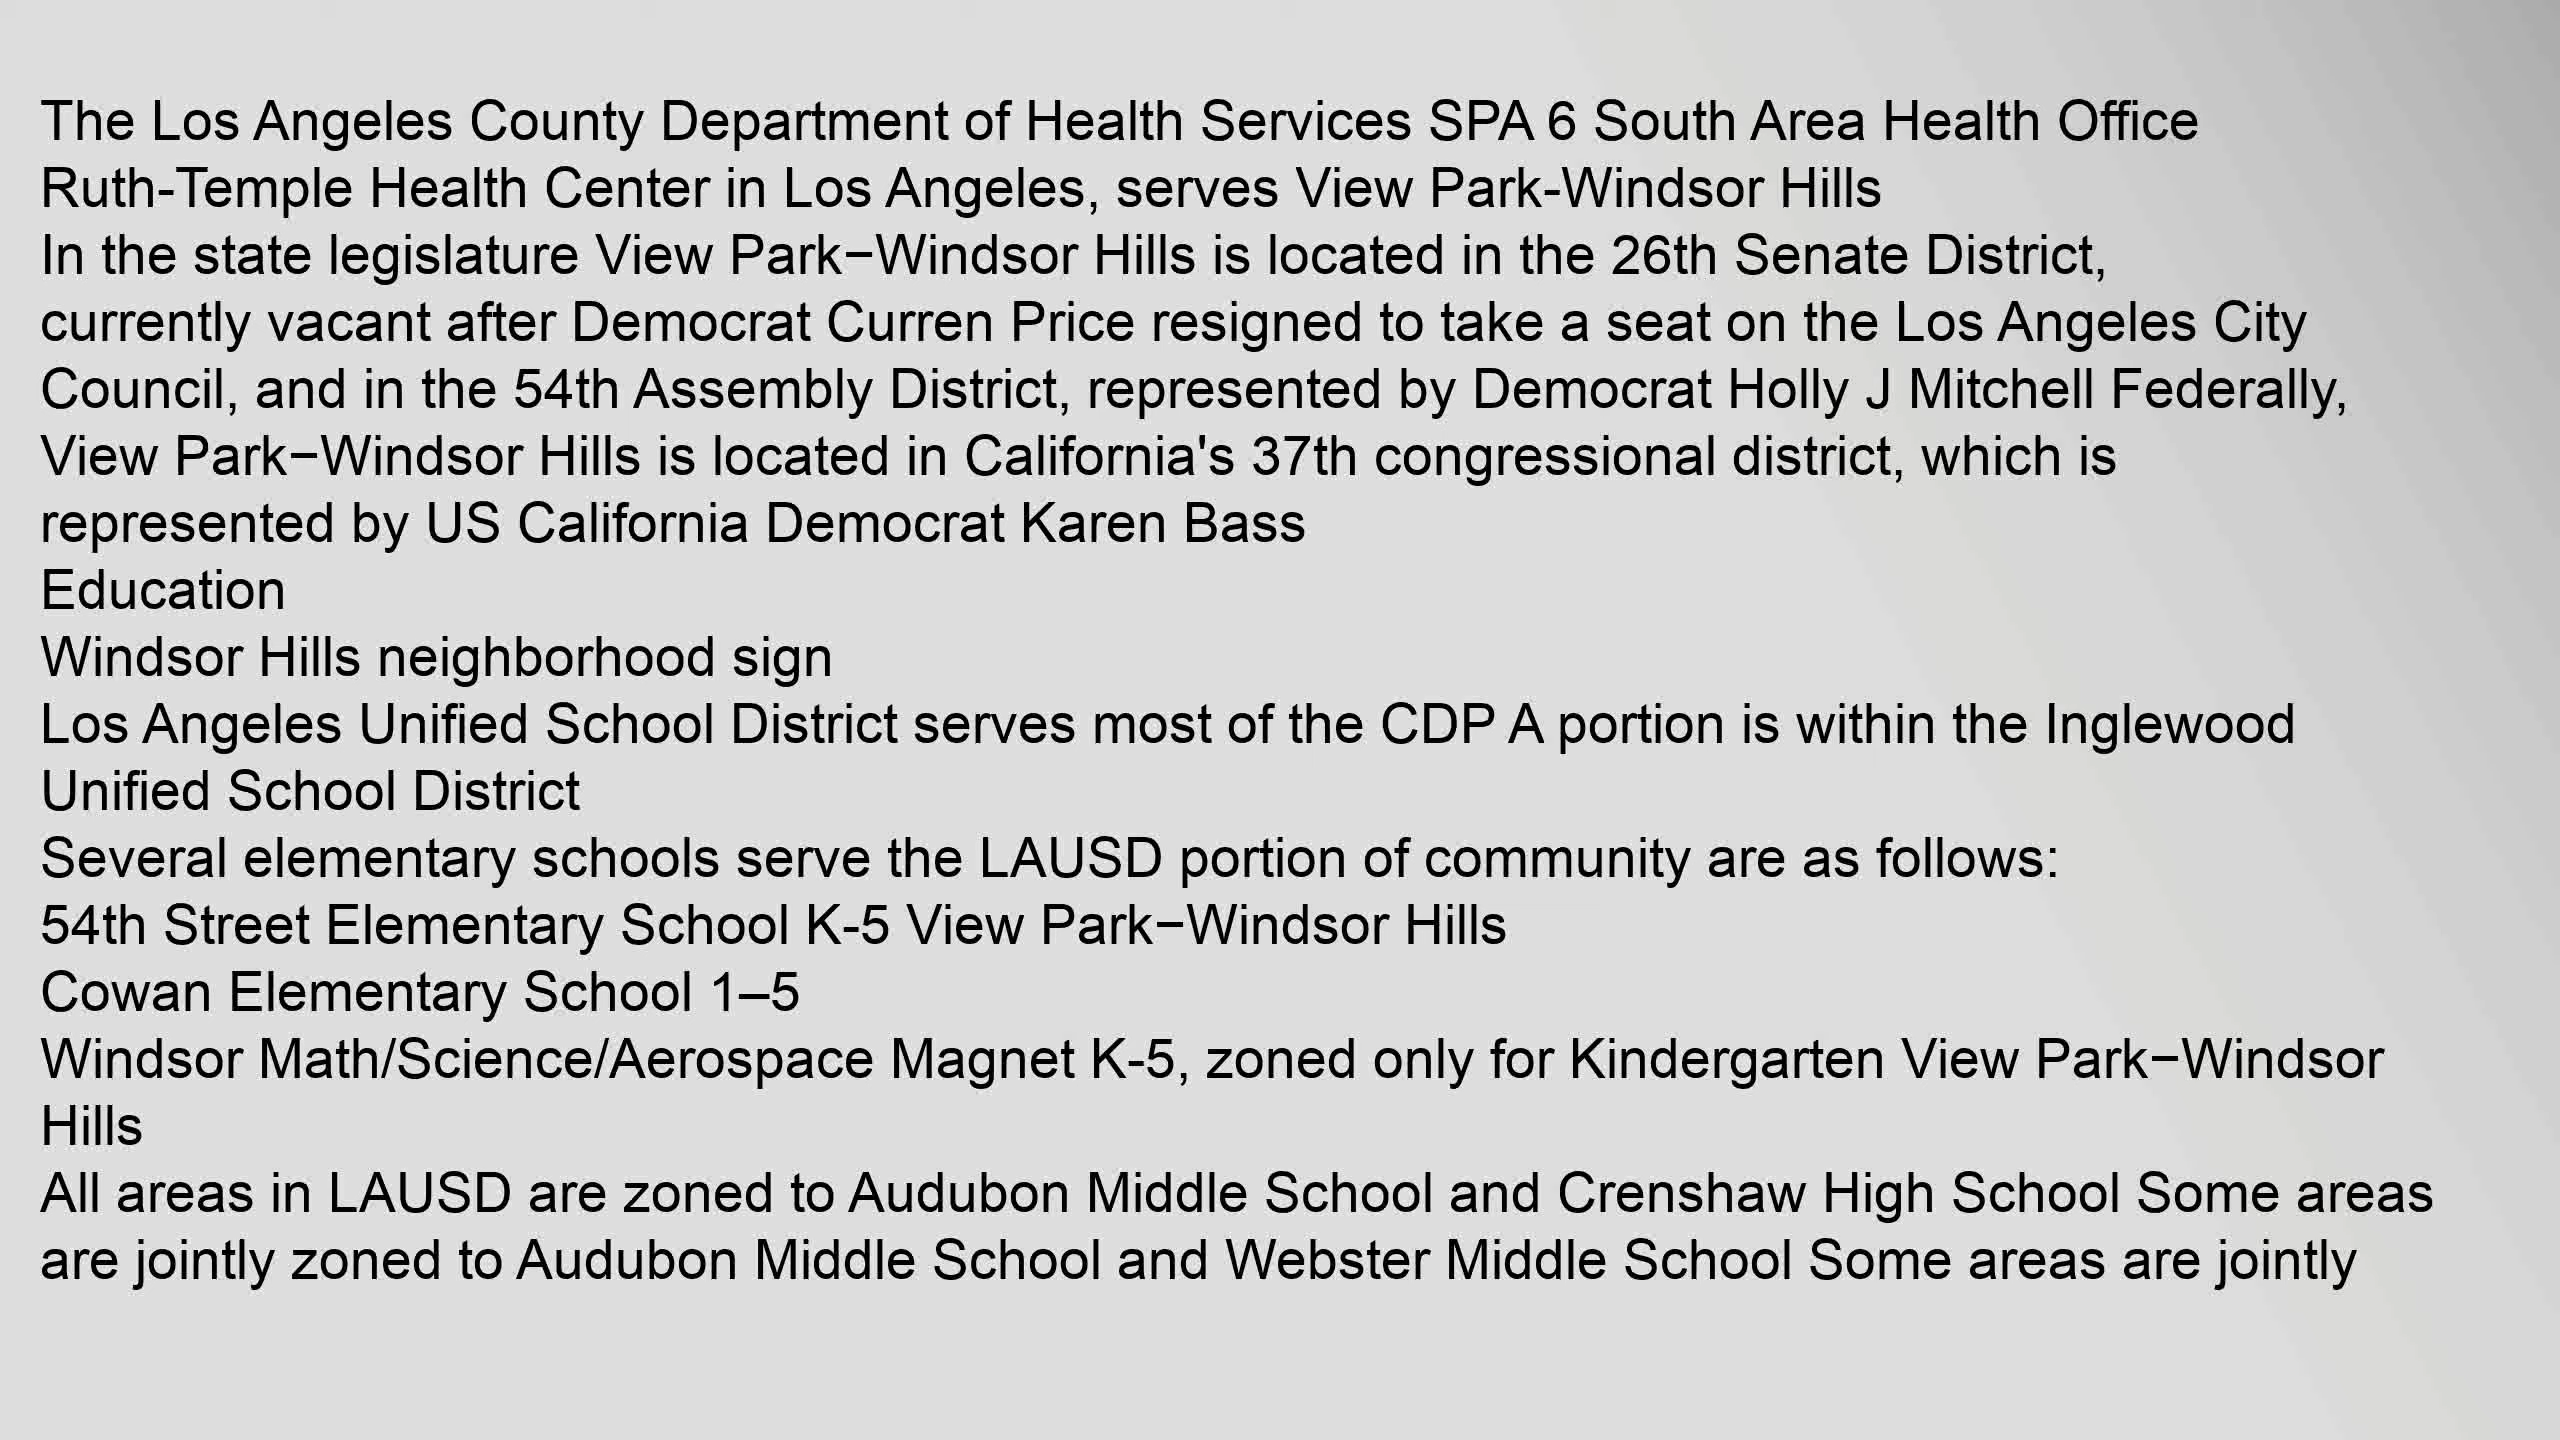 The Los Angeles County Department of Health Services SPA 6 South Area Health Office
Ruth-Temple Health Center in Los Angeles, serves View Park-Windsor Hills
In the state legislature View Park−Windsor Hills is located in the 26th Senate District,
currently vacant after Democrat Curren Price resigned to take a seat on the Los Angeles City
Council, and in the 54th Assembly District, represented by Democrat Holly J Mitchell Federally,
View Park−Windsor Hills is located in California's 37th congressional district, which is
represented by US California Democrat Karen Bass
Education
Windsor Hills neighborhood sign
Los Angeles Unified School District serves most of the CDP A portion is within the Inglewood
Unified School District
Several elementary schools serve the LAUSD portion of community are as follows:
54th Street Elementary School K-5 View Park−Windsor Hills
Cowan Elementary School 1–5
Windsor Math/Science/Aerospace Magnet K-5, zoned only for Kindergarten View Park−Windsor
Hills
All areas in LAUSD are zoned to Audubon Middle School and Crenshaw High School Some areas
are jointly zoned to Audubon Middle School and Webster Middle School Some areas are jointly